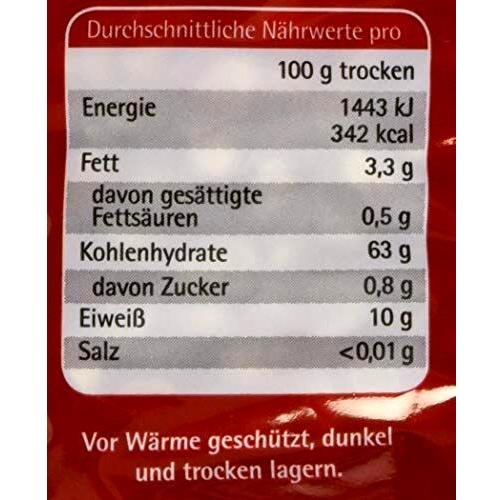 Durchschnittliche Nährwerte pro
100 g trocken
Energie 1443 kJ
342 kcal
Fett 3,3 g
davon gesättigte
Fettsäuren 0,5 g
Kohlenhydrate 63 g
davon Zucker 0,8 g
Eiweiß 10 g
Salz <0,01 g
Vor Wärme geschützt, dunkel
und trocken lagern.